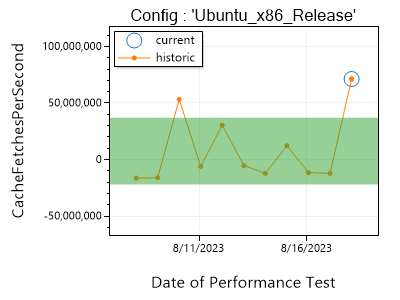 Config : 'Ubuntu_x86_Release'
current
historic
100,000,000
50,000,000
0
-50,000,000
CacheFetchesPerSecond
8/11/2023
8/16/2023
Date of Performance Test